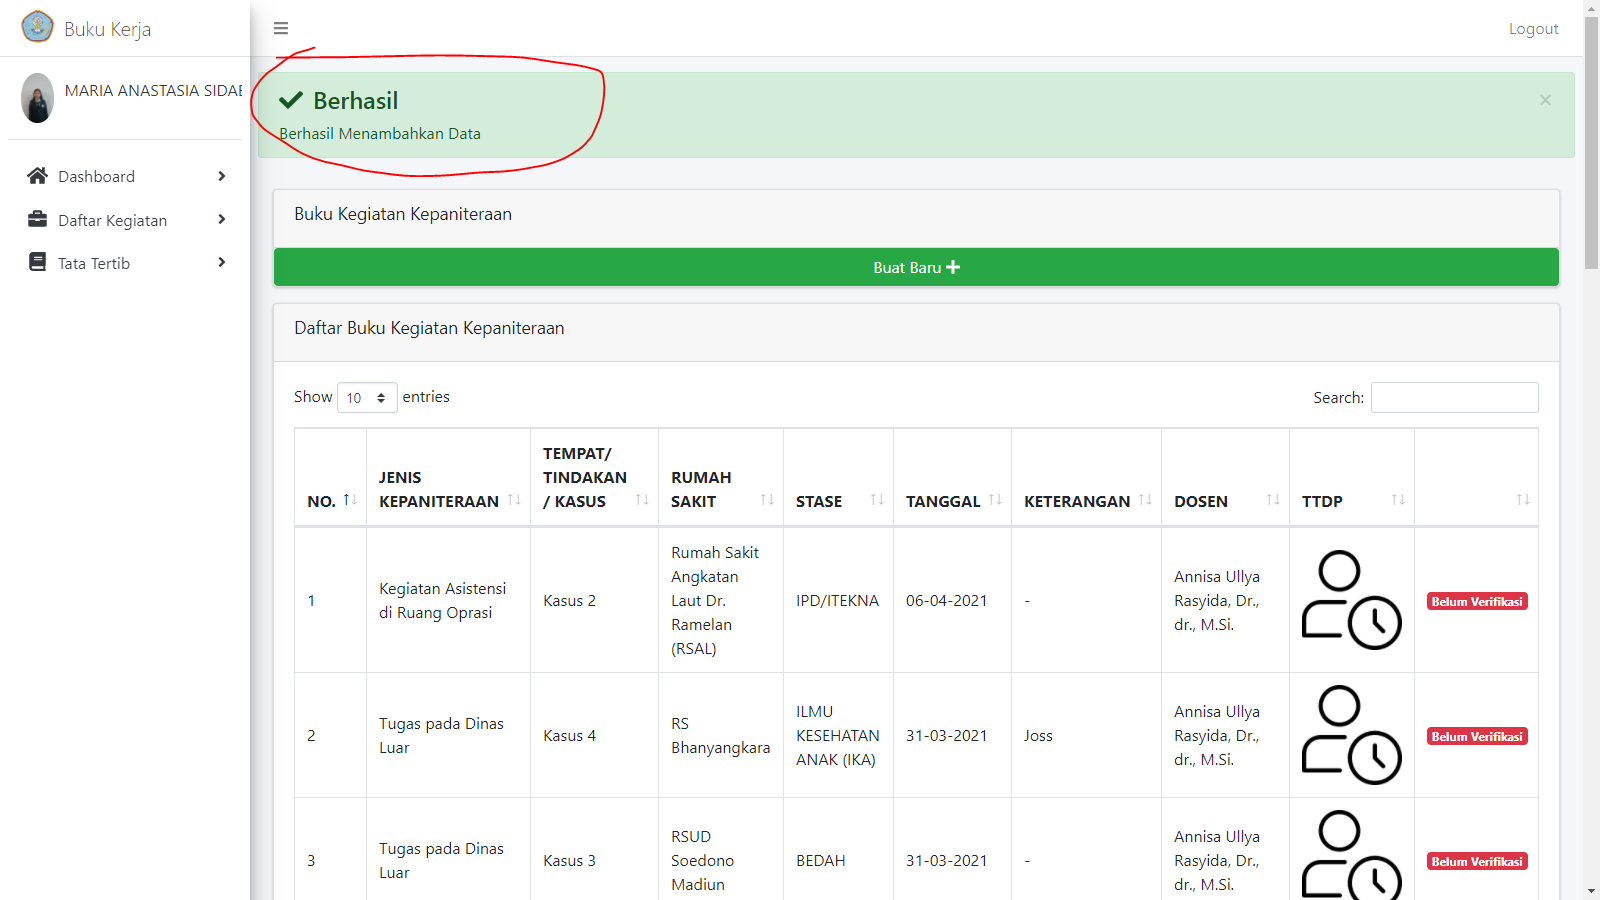 Buku Kerja
Logout
MARIA ANASTASIA SIDAB
Dashboard
Daftar Kegiatan
Tata Tertib
Berhasil
×
Berhasil Menambahkan Data
Buku Kegiatan Kepaniteraan
Buat Baru
Daftar Buku Kegiatan Kepaniteraan
Show 10 entries
Search:
NO.
JENIS
KEPANITERAAN
TEMPAT/
TINDAKAN
/ KASUS
RUMAH
SAKIT
STASE
TANGGAL
KETERANGAN
DOSEN
TTDP
1
Kegiatan Asistensi
di Ruang Oprasi
Kasus 2
Rumah Sakit
Angkatan
Laut Dr.
Ramelan
(RSAL)
IPD/ITEKNA
06-04-2021
-
Annisa Ullya
Rasyida, Dr.,
dr., M.Si.
Belum Verifikasi
2
Tugas pada Dinas
Luar
Kasus 4
RS
Bhanyangkara
ILMU
KESEHATAN
ANAK (IKA)
31-03-2021
Joss
Annisa Ullya
Rasyida, Dr.,
dr., M.Si.
Belum Verifikasi
3
Tugas pada Dinas
Luar
Kasus 3
RSUD
Soedono
Madiun
BEDAH
31-03-2021
-
Annisa Ullya
Rasyida, Dr.,
dr., M.Si.
Belum Verifikasi